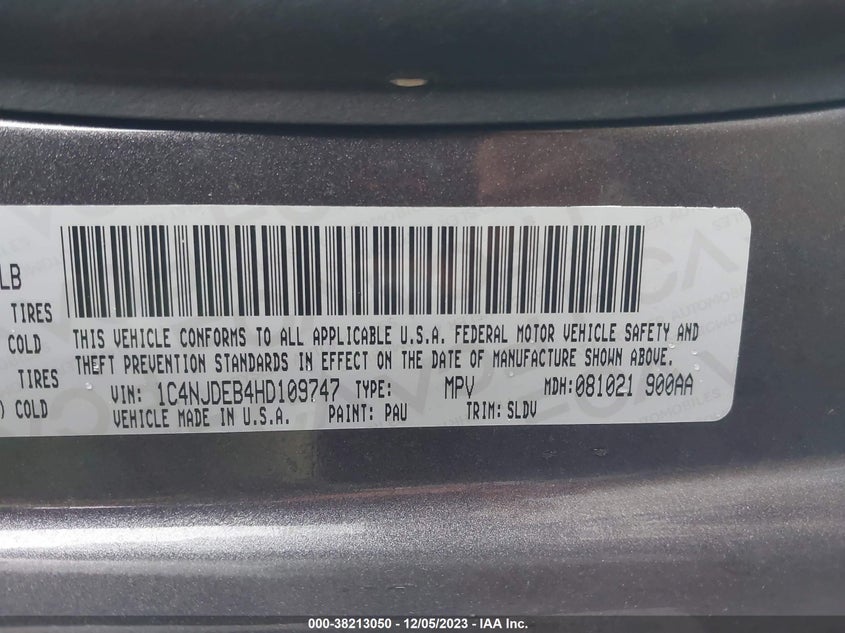 LB
TIRES
COLD
TIRES
) COLD
THIS VEHICLE CONFORMS TO ALL APPLICABLE U.S.A. FEDERAL MOTOR VEHICLE SAFETY AND
THEFT PREVENTION STANDARDS IN EFFECT ON THE DATE OF MANUFACTURE SHOWN ABOVE.
VIN: 1C4NJDEB4HD109747 TYPE: MPV MDH: 081021 900AA
VEHICLE MADE IN U.S.A. PAINT: PAU TRIM: SLDV
000-38213050 - 12/05/2023 - IAA Inc.